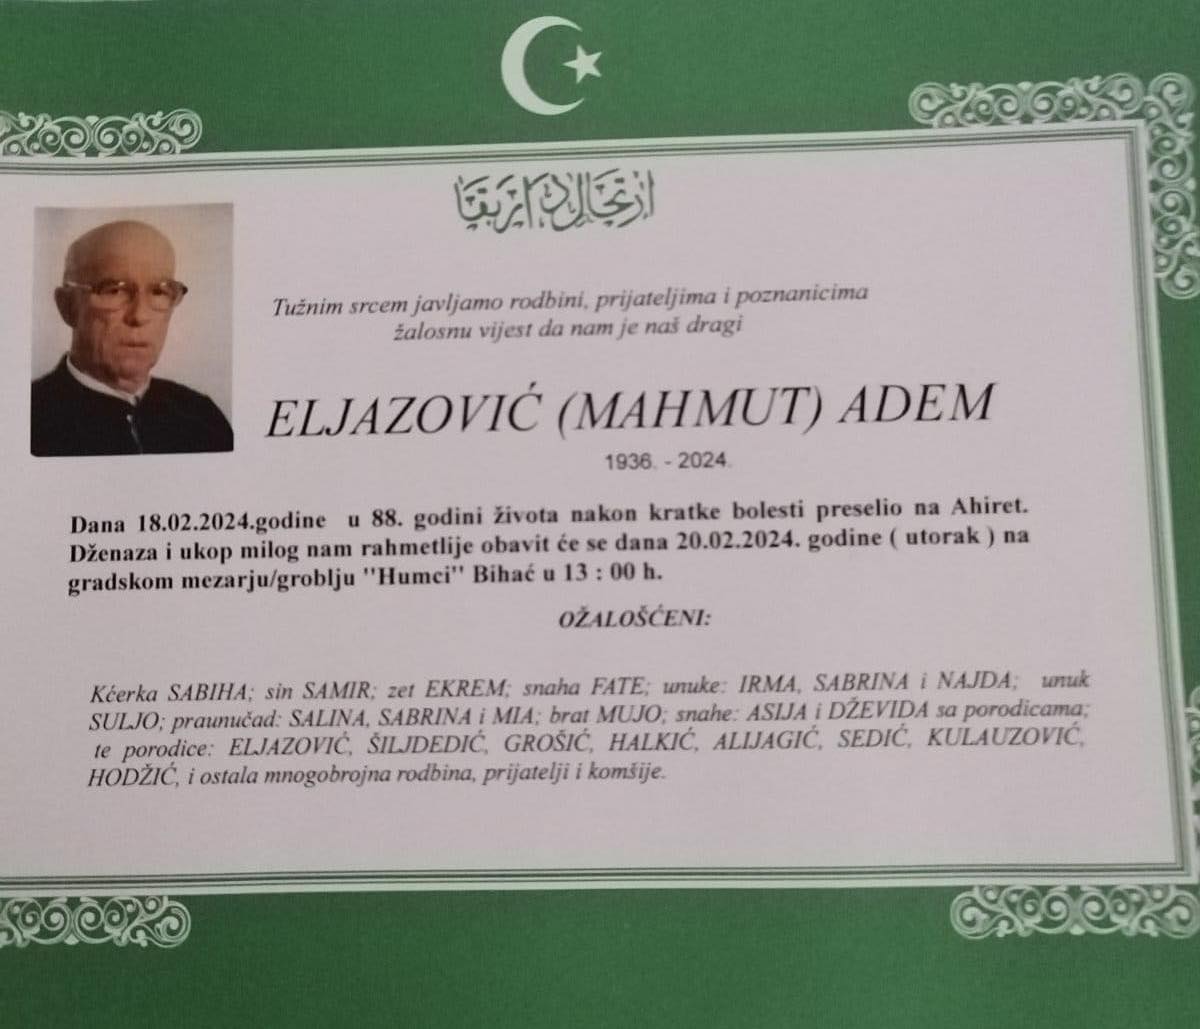 ارتحال دار بقا
Tužnim srcem javljamo rodbini, prijateljima i poznanicima
žalosnu vijest da nam je naš dragi
ELJAZOVIĆ (MAHMUT) ADEM
1936. - 2024.
Dana 18.02.2024.godine u 88. godini života nakon kratke bolesti preselio na Ahiret.
Dženaza i ukop milog nam rahmetlije obavit će se dana 20.02.2024. godine ( utorak ) na
gradskom mezarju/groblju "Humci" Bihać u 13 : 00 h.
OŽALOŠĆENI:
Kćerka SABIHA; sin SAMIR; zet EKREM; snaha FATE; unuke: IRMA, SABRINA i NAJDA; unuk
SULJO; praunučad: SALINA, SABRINA i MIA; brat MUJO; snahe: ASIJA i DŽEVIDA sa porodicama;
te porodice: ELJAZOVIĆ, ŠILJDEDIĆ, GROŠIĆ, HALKIĆ, ALIJAGIĆ, SEDIĆ, KULAUZOVIĆ,
HODŽIĆ, i ostala mnogobrojna rodbina, prijatelji i komšije.